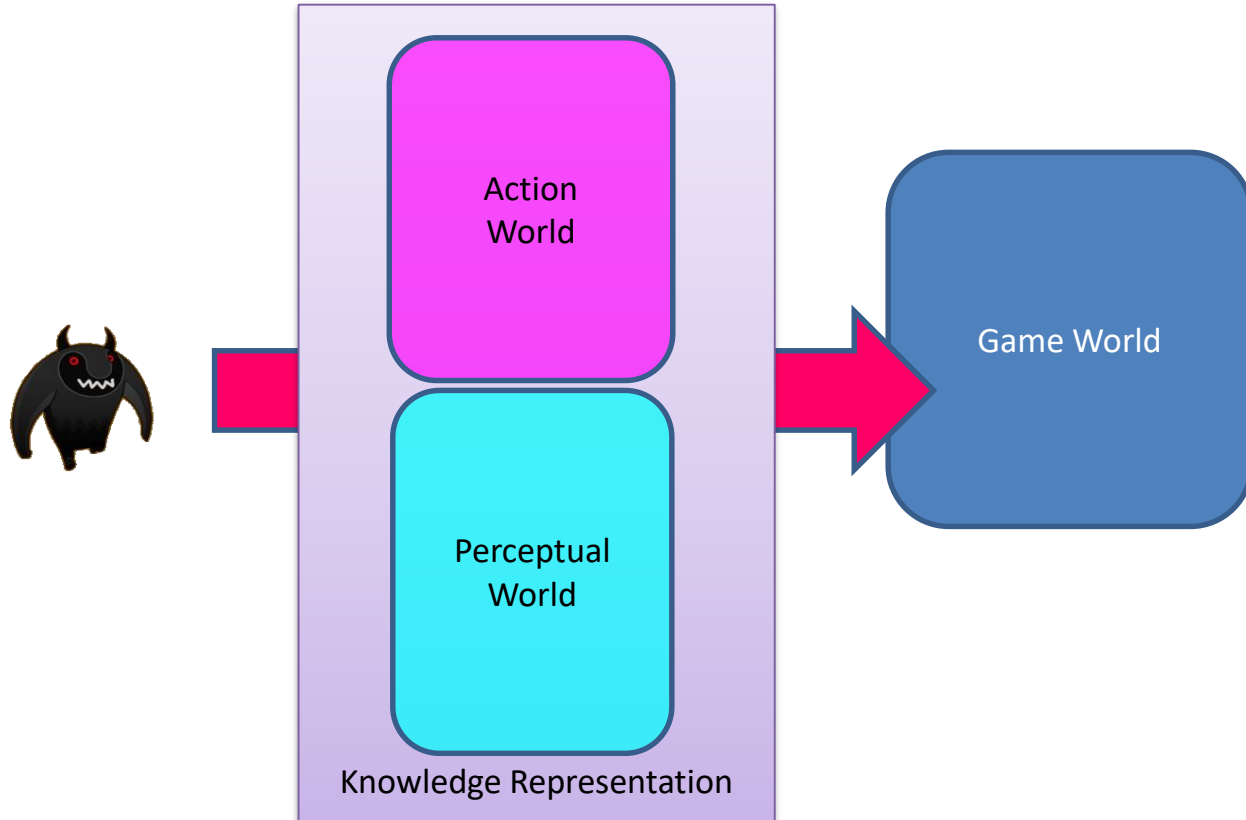 Action
World
Game World
Perceptual
World
Knowledge Representation